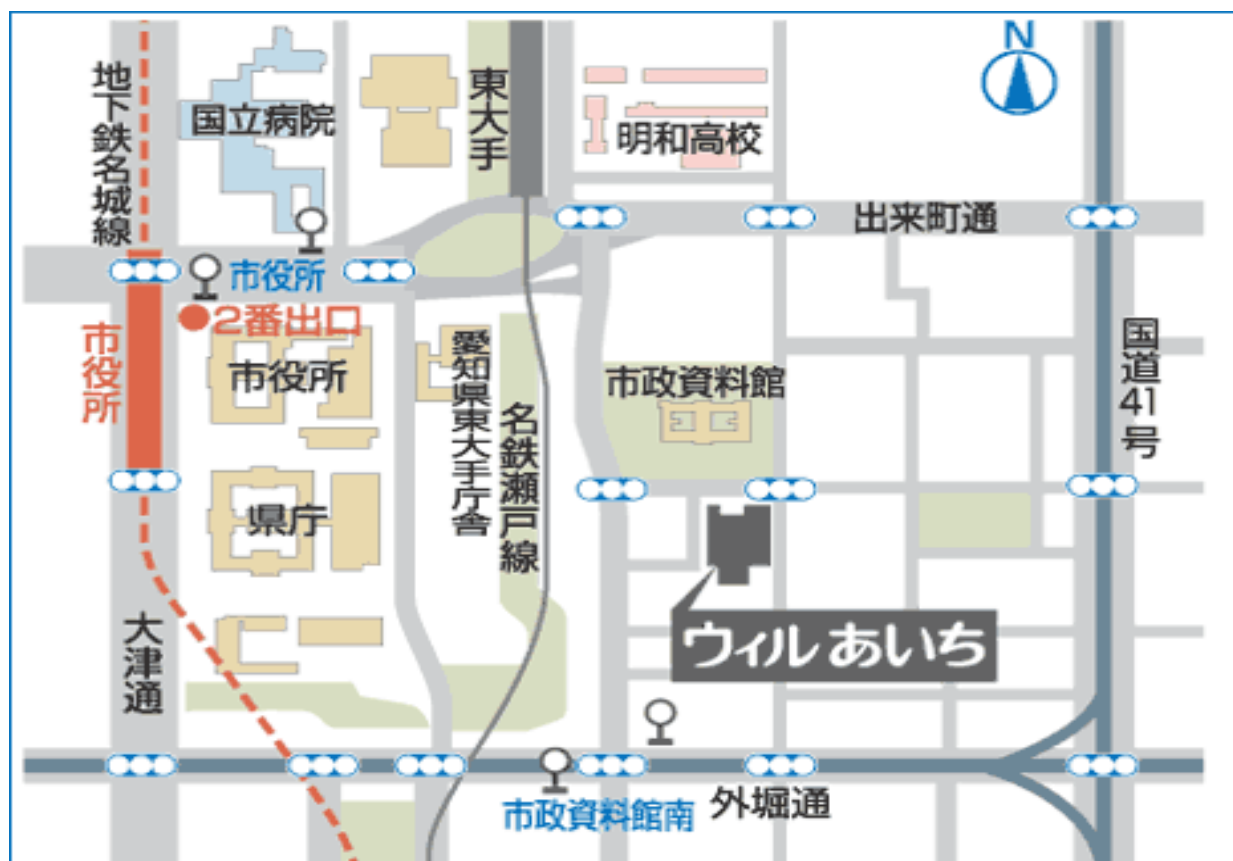 N
地下鉄名城線
国立病院
東大手
明和高校
出来町通
市役所
2番出口
市役所
市役所
愛知県東大手庁舎
市政資料館
国道41号
名鉄瀬戸線
県庁
大津通
ウィルあいち
市政資料館南
外堀通